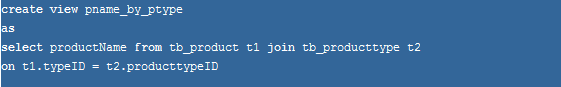 create view pname_by_ptype
as
select productName from tb_product t1 join tb_producttype t2
on t1.typeID = t2.producttypeID